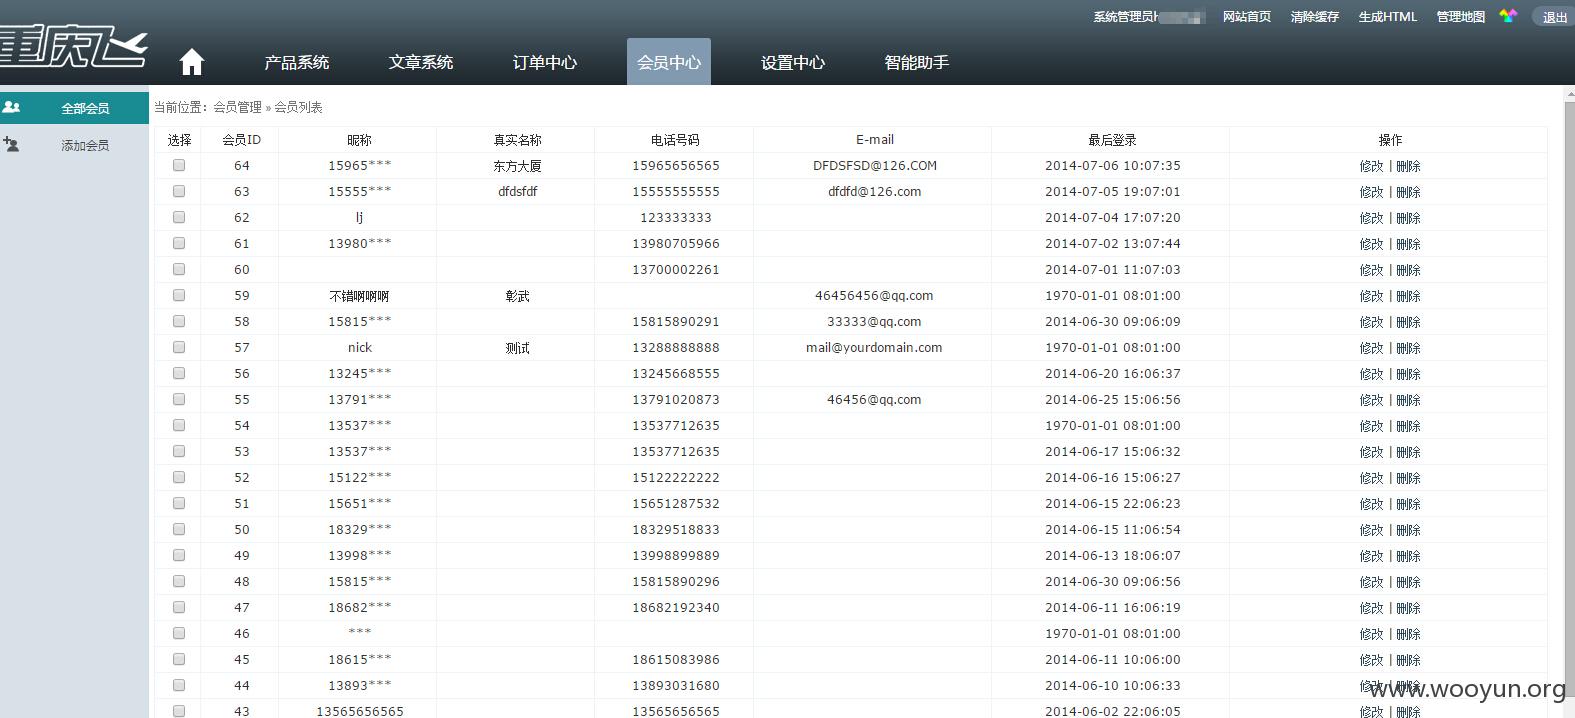 系统管理员h 网站首页 清除缓存 生成HTML 管理地图 退出
重庆飞
产品系统 文章系统 订单中心 会员中心 设置中心 智能助手
全部会员
添加会员
当前位置：会员管理 » 会员列表
选择 会员ID 昵称 真实名称 电话号码 E-mail 最后登录 操作
64 15965*** 东方大厦 15965656565 DFDSFSD@126.COM 2014-07-06 10:07:35 修改 | 删除
63 15555*** dfdsfdf 15555555555 dfdfd@126.com 2014-07-05 19:07:01 修改 | 删除
62 lj 123333333 2014-07-04 17:07:20 修改 | 删除
61 13980*** 13980705966 2014-07-02 13:07:44 修改 | 删除
60 13700002261 2014-07-01 11:07:03 修改 | 删除
59 不错啊啊啊 彰武 46456456@qq.com 1970-01-01 08:01:00 修改 | 删除
58 15815*** 15815890291 33333@qq.com 2014-06-30 09:06:09 修改 | 删除
57 nick 测试 13288888888 mail@yourdomain.com 1970-01-01 08:01:00 修改 | 删除
56 13245*** 13245668555 2014-06-20 16:06:37 修改 | 删除
55 13791*** 13791020873 46456@qq.com 2014-06-25 15:06:56 修改 | 删除
54 13537*** 13537712635 1970-01-01 08:01:00 修改 | 删除
53 13537*** 13537712635 2014-06-17 15:06:32 修改 | 删除
52 15122*** 15122222222 2014-06-16 15:06:27 修改 | 删除
51 15651*** 15651287532 2014-06-15 22:06:23 修改 | 删除
50 18329*** 18329518833 2014-06-15 11:06:54 修改 | 删除
49 13998*** 13998899889 2014-06-13 18:06:07 修改 | 删除
48 15815*** 15815890296 2014-06-30 09:06:56 修改 | 删除
47 18682*** 18682192340 2014-06-11 16:06:19 修改 | 删除
46 *** 1970-01-01 08:01:00 修改 | 删除
45 18615*** 18615083986 2014-06-11 10:06:00 修改 | 删除
44 13893*** 13893031680 2014-06-10 10:06:33 修改 | 删除
www.wooyun.org
43 13565656565 13565656565 2014-06-02 22:06:05 修改 | 删除